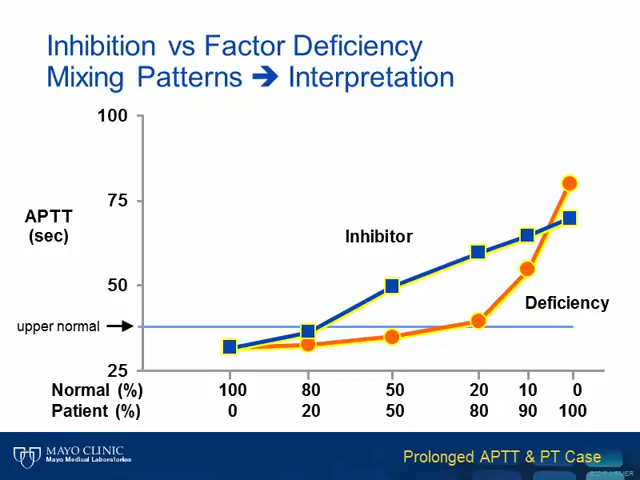 Inhibition vs Factor Deficiency
Mixing Patterns ➔ Interpretation
100
75
APTT
(sec)
Inhibitor
50
Deficiency
upper normal
25
Normal (%) 100 80 50 20 10 0
Patient (%) 0 20 50 80 90 100
MAYO CLINIC
Mayo Medical Laboratories
Prolonged APTT & PT Case